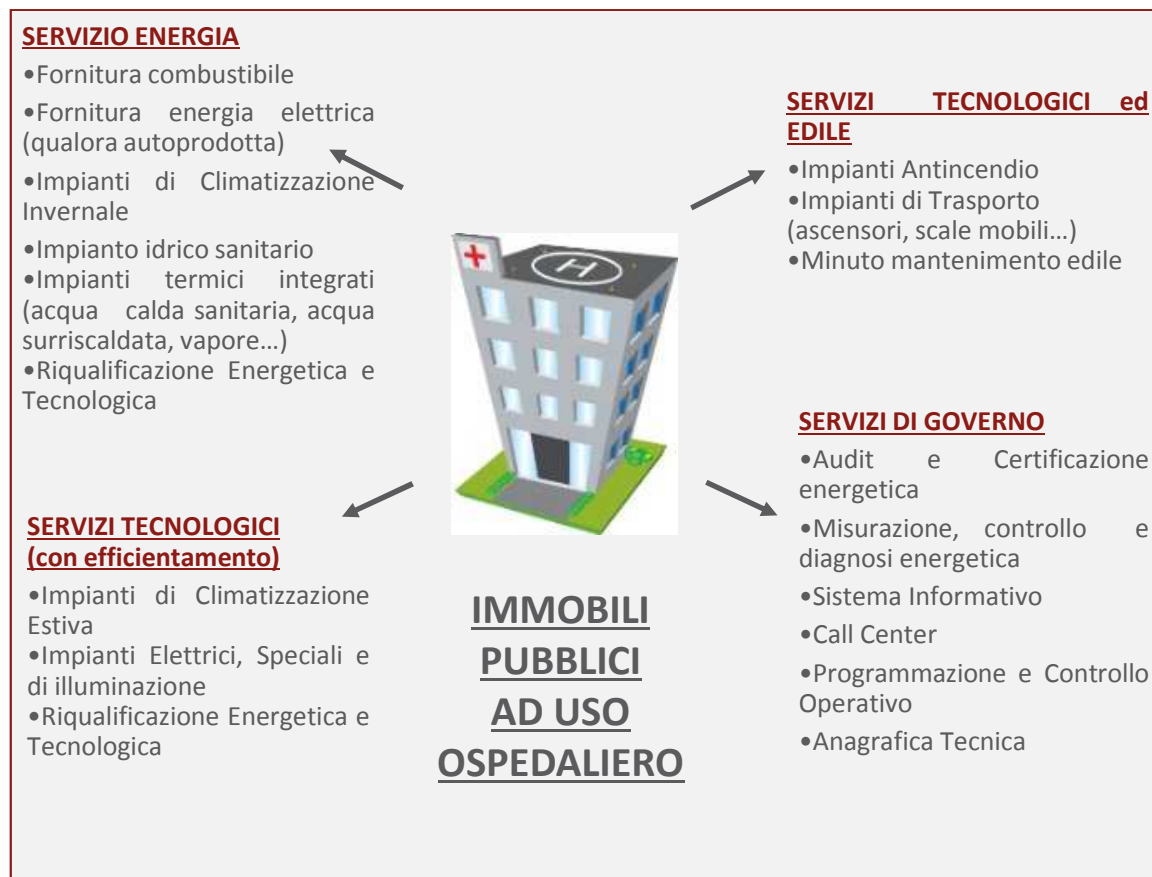 SERVIZIO ENERGIA
•Fornitura combustibile
•Fornitura energia elettrica
(qualora autoprodotta)
•Impianti di Climatizzazione
Invernale
•Impianto idrico sanitario
•Impianti termici integrati
(acqua calda sanitaria, acqua
surriscaldata, vapore…)
•Riqualificazione Energetica e
Tecnologica
SERVIZI TECNOLOGICI ed
EDILE
•Impianti Antincendio
•Impianti di Trasporto
(ascensori, scale mobili…)
•Minuto mantenimento edile
H
SERVIZI TECNOLOGICI
(con efficientamento)
•Impianti di Climatizzazione
Estiva
•Impianti Elettrici, Speciali e
di illuminazione
•Riqualificazione Energetica e
Tecnologica
IMMOBILI
PUBBLICI
AD USO
OSPEDALIERO
SERVIZI DI GOVERNO
•Audit e Certificazione
energetica
•Misurazione, controllo e
diagnosi energetica
•Sistema Informativo
•Call Center
•Programmazione e Controllo
Operativo
•Anagrafica Tecnica